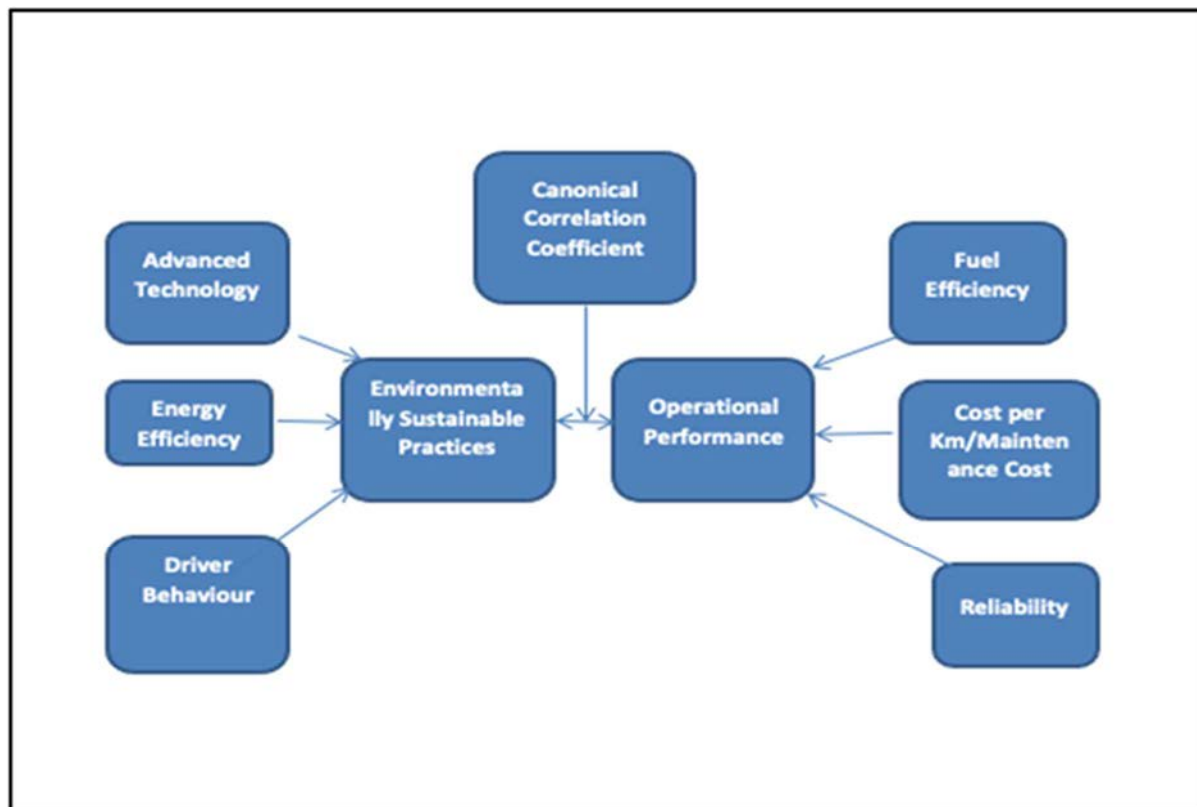 Canonical
Correlation
Coefficient
Advanced
Technology
Fuel
Efficiency
Environmenta
lly Sustainable
Practices
Operational
Performance
Energy
Efficiency
Cost per
Km/Mainten
ance Cost
Driver
Behaviour
Reliability